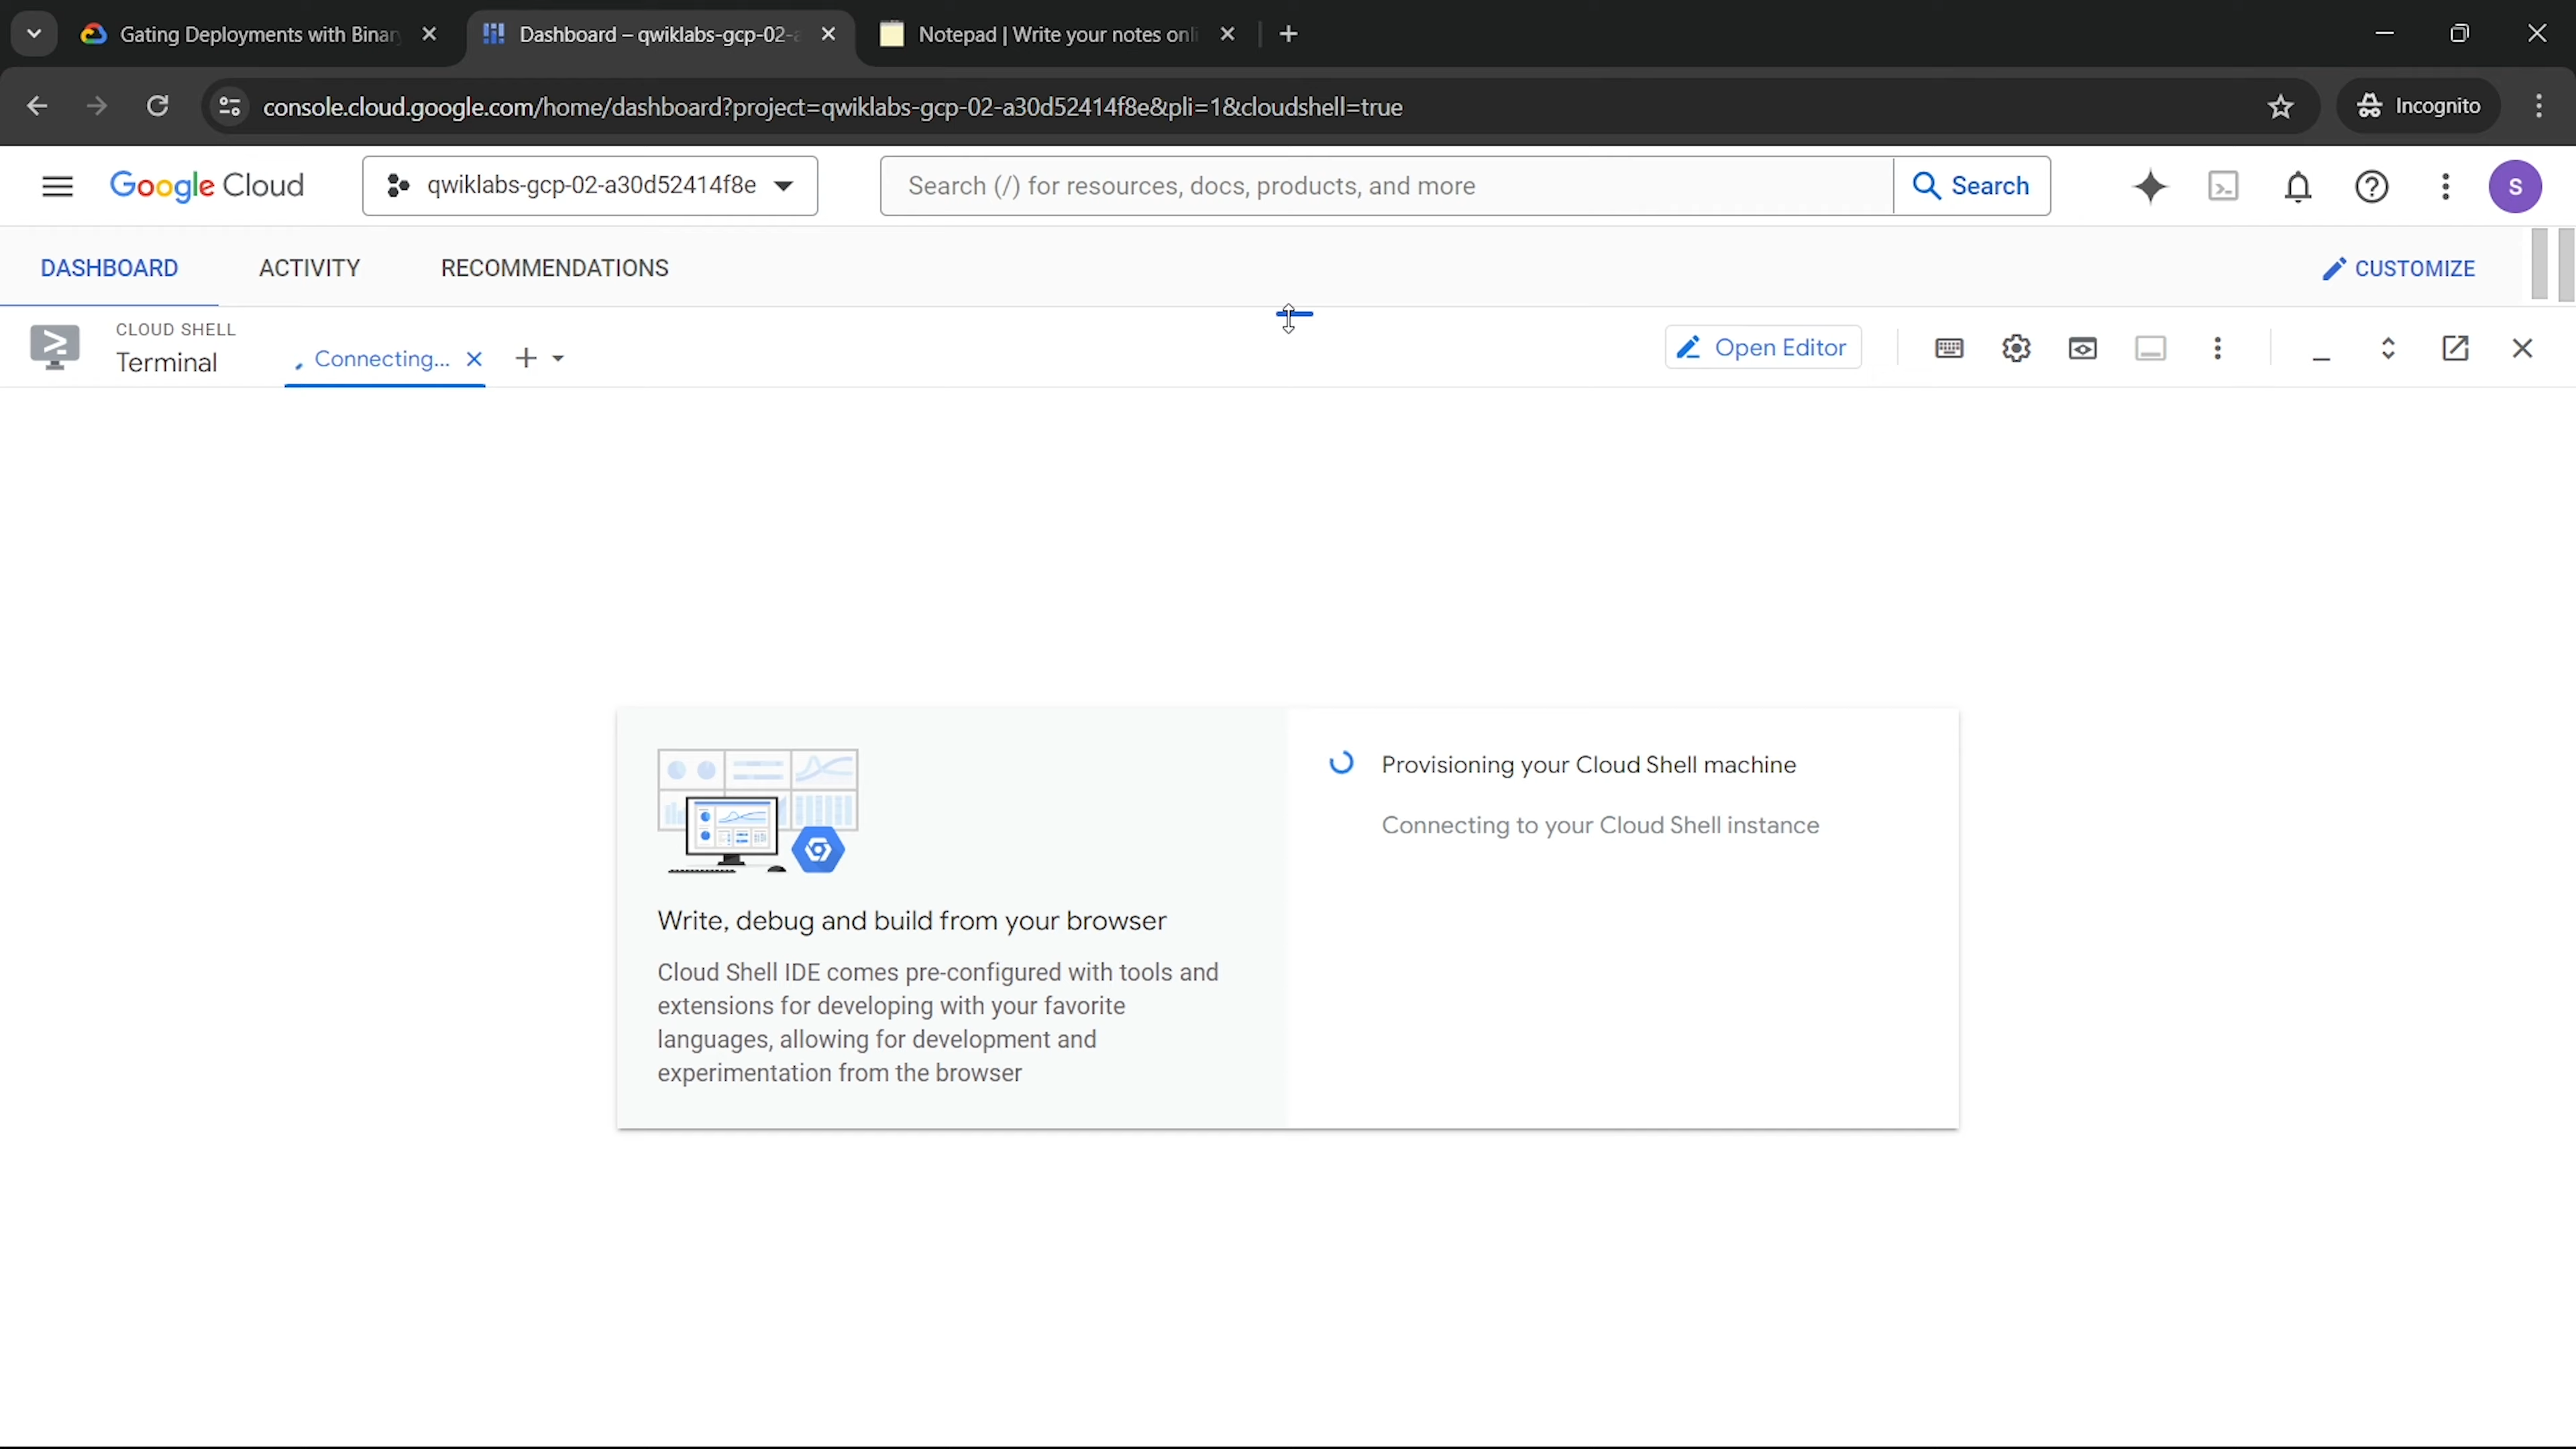 Gating Deployments with Binar
Dashboard – qwiklabs-gcp-02-a
Notepad | Write your notes onli
console.cloud.google.com/home/dashboard?project=qwiklabs-gcp-02-a30d52414f8e&pli=1&cloudshell=true
Incognito
Google Cloud
qwiklabs-gcp-02-a30d52414f8e
Search (/) for resources, docs, products, and more
Search
S
DASHBOARD
ACTIVITY
RECOMMENDATIONS
CUSTOMIZE
CLOUD SHELL
Terminal
Connecting...
Open Editor
Provisioning your Cloud Shell machine
Connecting to your Cloud Shell instance
Write, debug and build from your browser
Cloud Shell IDE comes pre-configured with tools and
extensions for developing with your favorite
languages, allowing for development and
experimentation from the browser